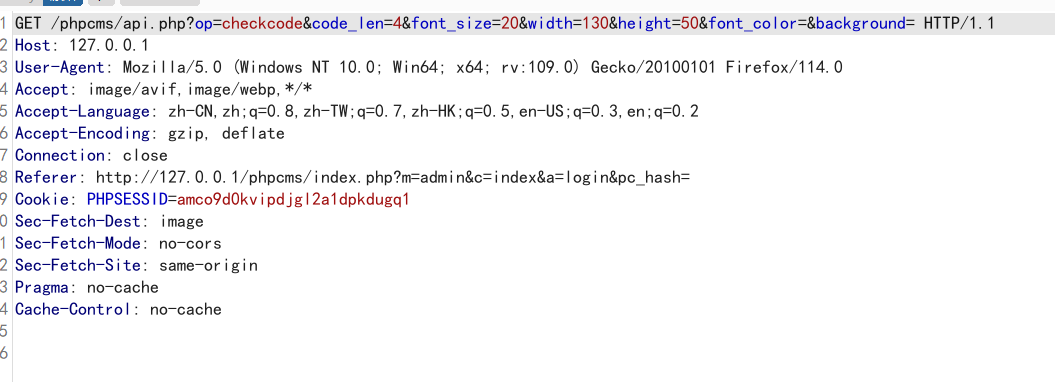 1 GET /phpcms/api.php?op=checkcode&code_len=4&font_size=20&width=130&height=50&font_color=&background= HTTP/1.1
2 Host: 127.0.0.1
3 User-Agent: Mozilla/5.0 (Windows NT 10.0; Win64; x64; rv:109.0) Gecko/20100101 Firefox/114.0
4 Accept: image/avif,image/webp,*/*
5 Accept-Language: zh-CN,zh;q=0.8,zh-TW;q=0.7,zh-HK;q=0.5,en-US;q=0.3,en;q=0.2
6 Accept-Encoding: gzip, deflate
7 Connection: close
8 Referer: http://127.0.0.1/phpcms/index.php?m=admin&c=index&a=login&pc_hash=
9 Cookie: PHPSESSID=amco9d0kvipdjgl2a1dpkdugq1
0 Sec-Fetch-Dest: image
1 Sec-Fetch-Mode: no-cors
2 Sec-Fetch-Site: same-origin
3 Pragma: no-cache
4 Cache-Control: no-cache
5
6